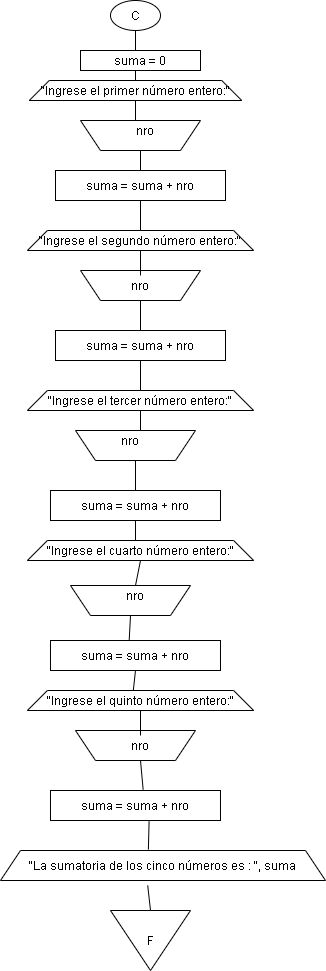 C
suma = 0
"Ingrese el primer número entero:"
nro
suma = suma + nro
"Ingrese el segundo número entero:"
nro
suma = suma + nro
"Ingrese el tercer número entero:"
nro
suma = suma + nro
"Ingrese el cuarto número entero:"
nro
suma = suma + nro
"Ingrese el quinto número entero:"
nro
suma = suma + nro
"La sumatoria de los cinco números es : ", suma
F